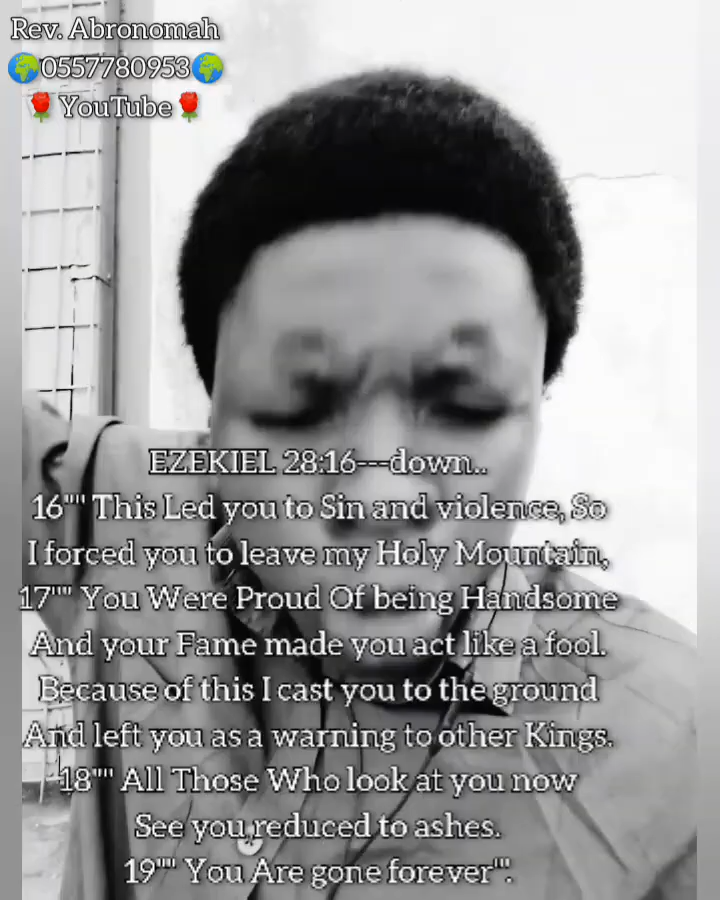 Rev. Abronomah
0557780953
YouTube
EZEKIEL 28:16---down..
16"" This Led you to Sin and violence, So
I forced you to leave my Holy Mountain,
17"" You Were Proud Of being Handsome
And your Fame made you act like a fool.
Because of this I cast you to the ground
And left you as a warning to other Kings.
18"" All Those Who look at you now
See you reduced to ashes.
19"" You Are gone forever"'.